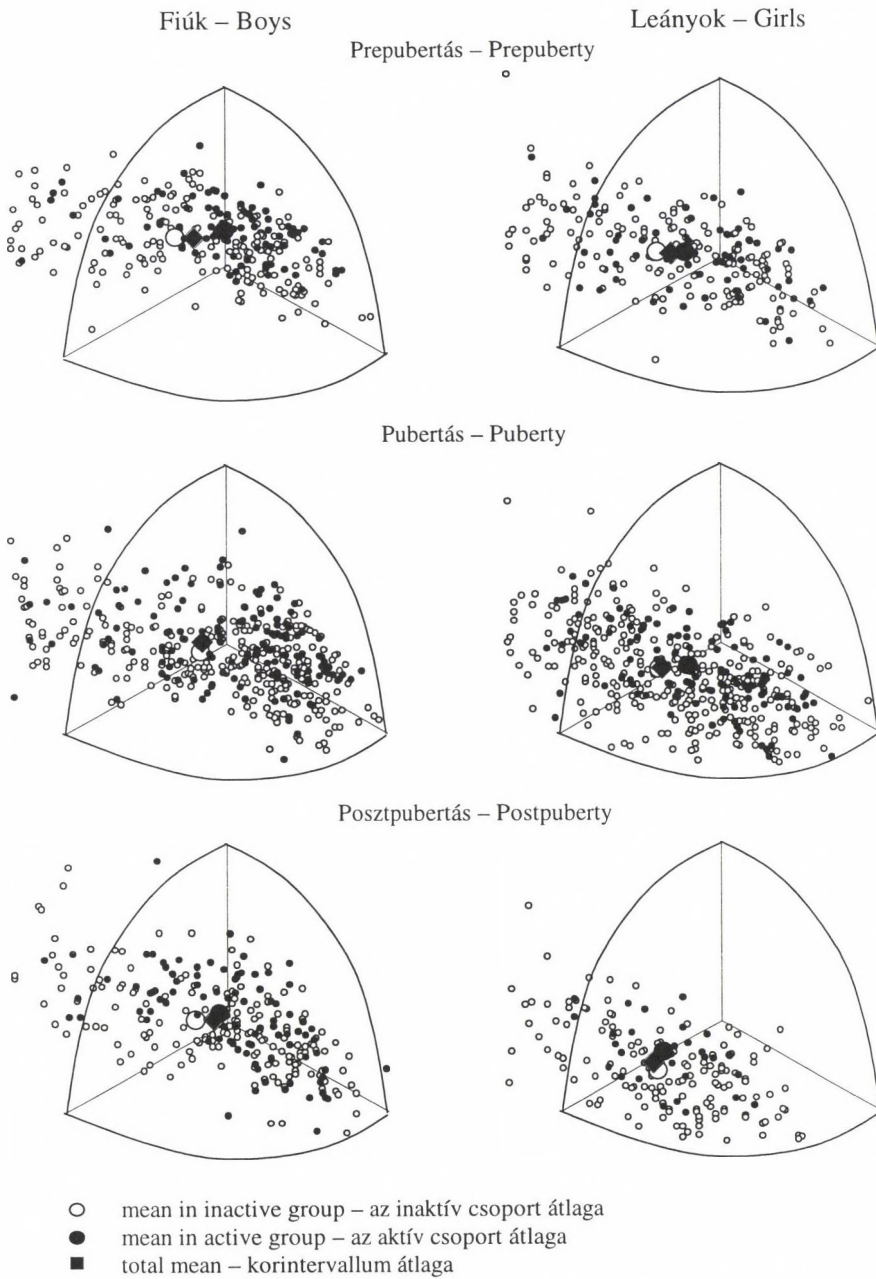 Fiúk – Boys
Leányok – Girls
Prepubertás – Prepuberty
Pubertás – Puberty
Posztpubertás – Postpuberty
mean in inactive group – az inaktív csoport átlaga
mean in active group – az aktív csoport átlaga
total mean – korintervallum átlaga